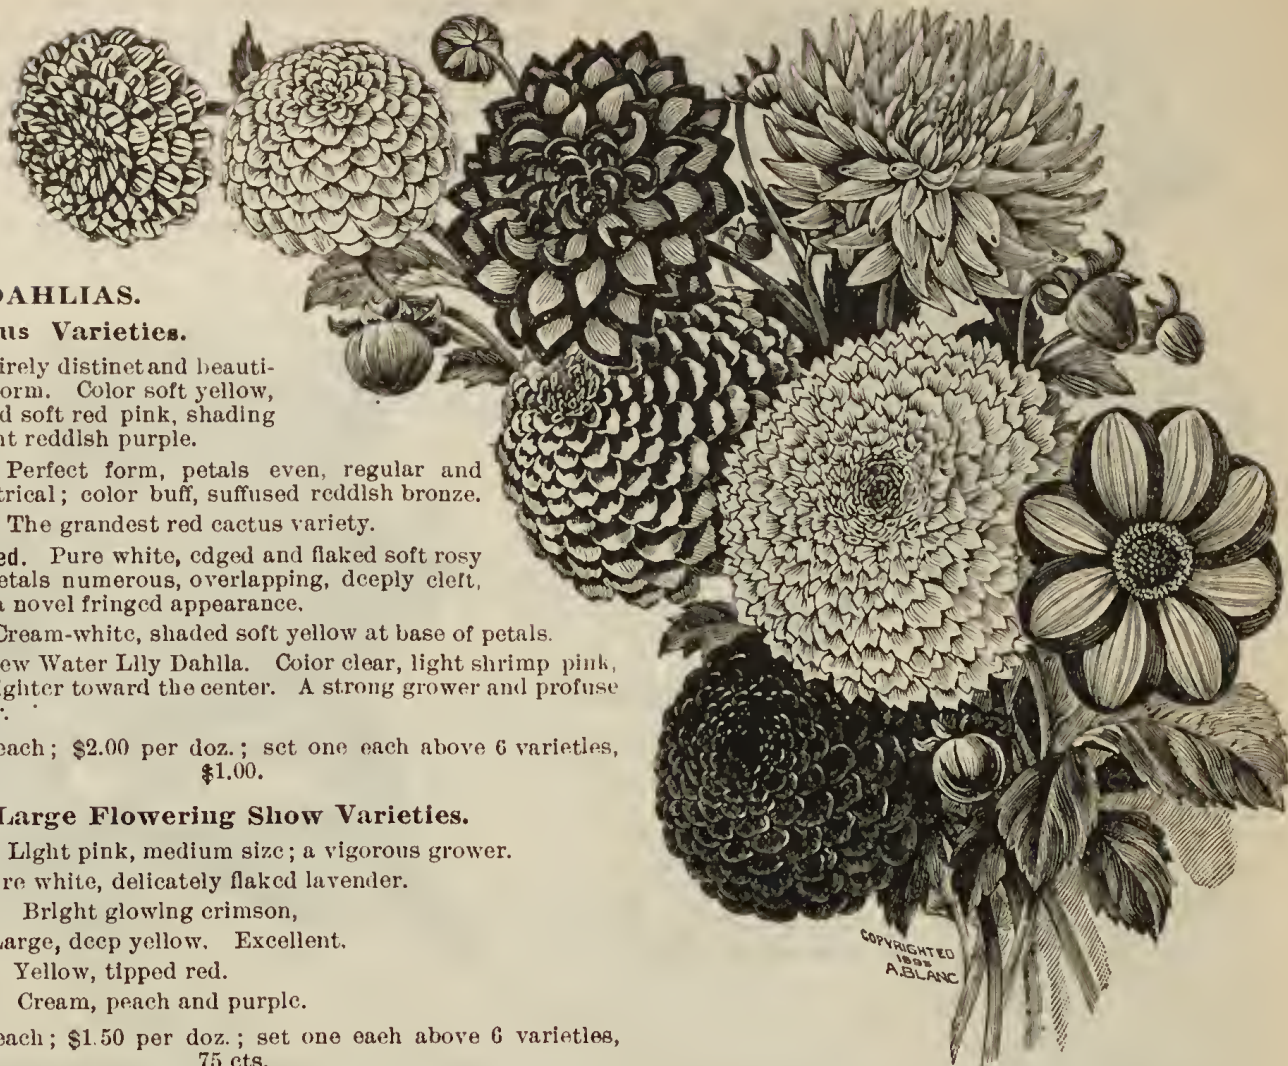 DAHLIAS.
us Varieties.
irely distinct and beauti-
orm. Color soft yellow,
d soft red pink, shading
nt reddish purple.
Perfect form, petals even, regular and
trical; color buff, suffused reddish bronze.
The grandest red cactus variety.
ed. Pure white, edged and flaked soft rosy
etals numerous, overlapping, deeply cleft,
a novel fringed appearance.
Cream-white, shaded soft yellow at base of petals.
ew Water Lily Dahlia. Color clear, light shrimp pink,
ighter toward the center. A strong grower and profuse
r.
each; $2.00 per doz.; set one each above 6 varieties,
$1.00.
Large Flowering Show Varieties.
Light pink, medium size; a vigorous grower.
re white, delicately flaked lavender.
Bright glowing crimson,
Large, deep yellow. Excellent.
Yellow, tipped red.
Cream, peach and purple.
each; $1.50 per doz.; set one each above 6 varieties,
75 cts.
COPYRIGHTED
1895
A.BLANC